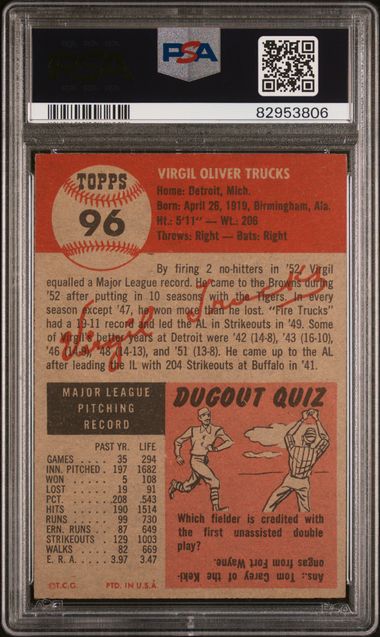 PSA
82953806
TOPPS
96
VIRGIL OLIVER TRUCKS
Home: Detroit, Mich.
Born: April 26, 1919, Birmingham, Ala.
Ht.: 5'11" — Wt.: 206
Throws: Right — Bats: Right
By firing 2 no-hitters in '52, Virgil
equalled a Major League record. He came to the Browns during
'52 after putting in 10 seasons with the Tigers. In every
season except '47, he won more than he lost. "Fire Trucks"
had a 19-11 record and led the AL in Strikeouts in '49. Some
of Virgil's better years at Detroit were '42 (14-8), '43 (16-10),
'46 (14-9), '48 (14-13), and '51 (13-8). He came up to the AL
after leading the IL with 204 Strikeouts at Buffalo in '41.
Virgil Trucks
MAJOR LEAGUE
PITCHING
RECORD
PAST YR. LIFE
GAMES 35 294
INN. PITCHED 197 1682
WON 5 108
LOST 19 91
PCT. .208 .543
HITS 190 1514
RUNS 99 730
ERN. RUNS 87 649
STRIKEOUTS 129 1003
WALKS 82 669
E. R. A. 3.97 3.47
©T.C.G. PTD. IN U.S.A.
DUGOUT QUIZ
Which fielder is credited with
the first unassisted double
play?
Ans.: Tom Carey of the Keki-
ongas from Fort Wayne.